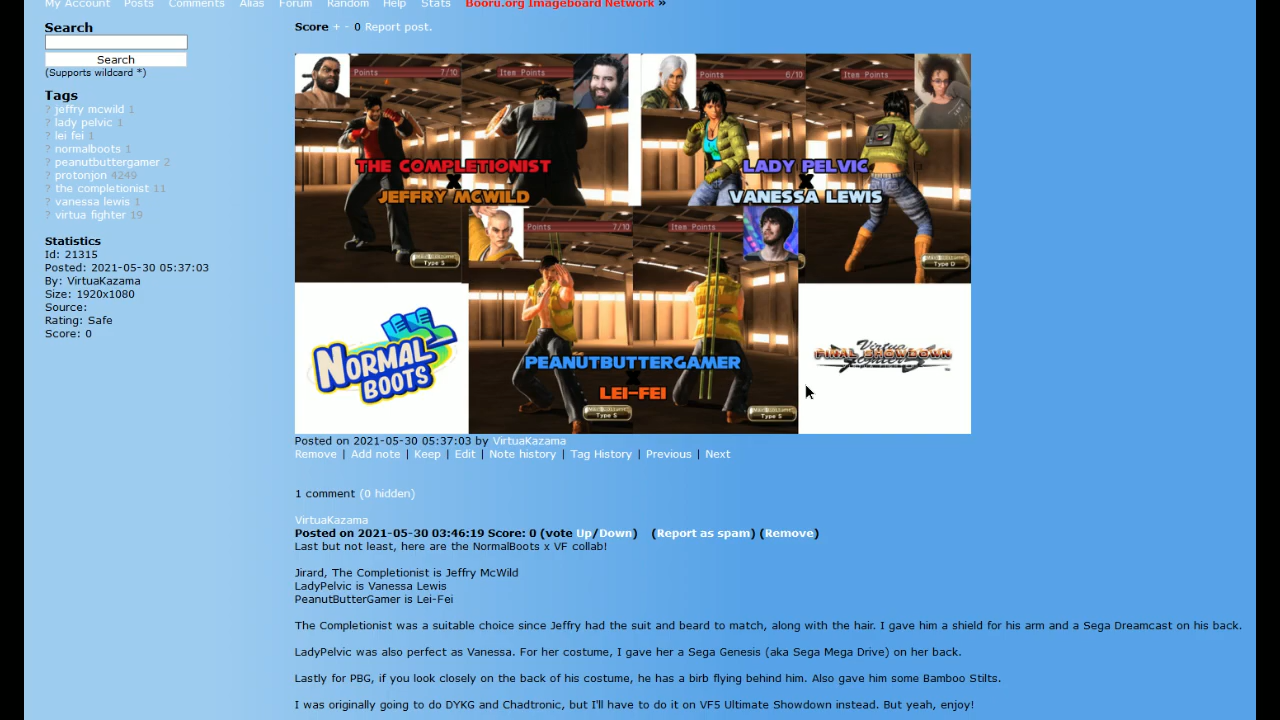 My Account Posts Comments Alias Forum Random Help Stats Booru.org Imageboard Network »
Search
Search
(Supports wildcard *)
Tags
? jeffry mcwild 1
? lady pelvic 1
? lei fei 1
? normalboots 1
? peanutbuttergamer 2
? protonjon 4249
? the completionist 11
? vanessa lewis 1
? virtua fighter 19
Statistics
Id: 21315
Posted: 2021-05-30 05:37:03
By: VirtuaKazama
Size: 1920x1080
Source:
Rating: Safe
Score: 0
Score + - 0 Report post.
Points 7/10 Item Points
Points 6/10 Item Points
THE COMPLETIONIST
X
JEFFRY MCWILD
LADY PELVIC
X
VANESSA LEWIS
Type S
Type D
Points 7/10 Item Points
PEANUTBUTTERGAMER
LEI-FEI
Type S
Type S
NORMAL
BOOTS
Virtua Fighter 5
FINAL SHOWDOWN
Posted on 2021-05-30 05:37:03 by VirtuaKazama
Remove | Add note | Keep | Edit | Note history | Tag History | Previous | Next
1 comment (0 hidden)
VirtuaKazama
Posted on 2021-05-30 03:46:19 Score: 0 (vote Up/Down) (Report as spam) (Remove)
Last but not least, here are the NormalBoots x VF collab!
Jirard, The Completionist is Jeffry McWild
LadyPelvic is Vanessa Lewis
PeanutButterGamer is Lei-Fei
The Completionist was a suitable choice since Jeffry had the suit and beard to match, along with the hair. I gave him a shield for his arm and a Sega Dreamcast on his back.
LadyPelvic was also perfect as Vanessa. For her costume, I gave her a Sega Genesis (aka Sega Mega Drive) on her back.
Lastly for PBG, if you look closely on the back of his costume, he has a birb flying behind him. Also gave him some Bamboo Stilts.
I was originally going to do DYKG and Chadtronic, but I'll have to do it on VF5 Ultimate Showdown instead. But yeah, enjoy!